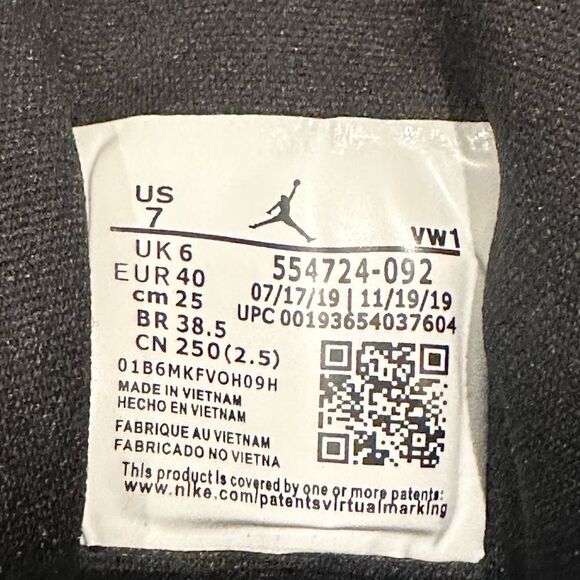 US
7
VW1
UK 6
EUR 40
cm 25
BR 38.5
CN 250(2.5)
554724-092
07/17/19 | 11/19/19
UPC 00193654037604
01B6MKFVOH09H
MADE IN VIETNAM
HECHO EN VIETNAM
FABRIQUE AU VIETNAM
FABRICADO NO VIETNA
This product is covered by one or more patents:
www.nike.com/patentsvirtualmarking